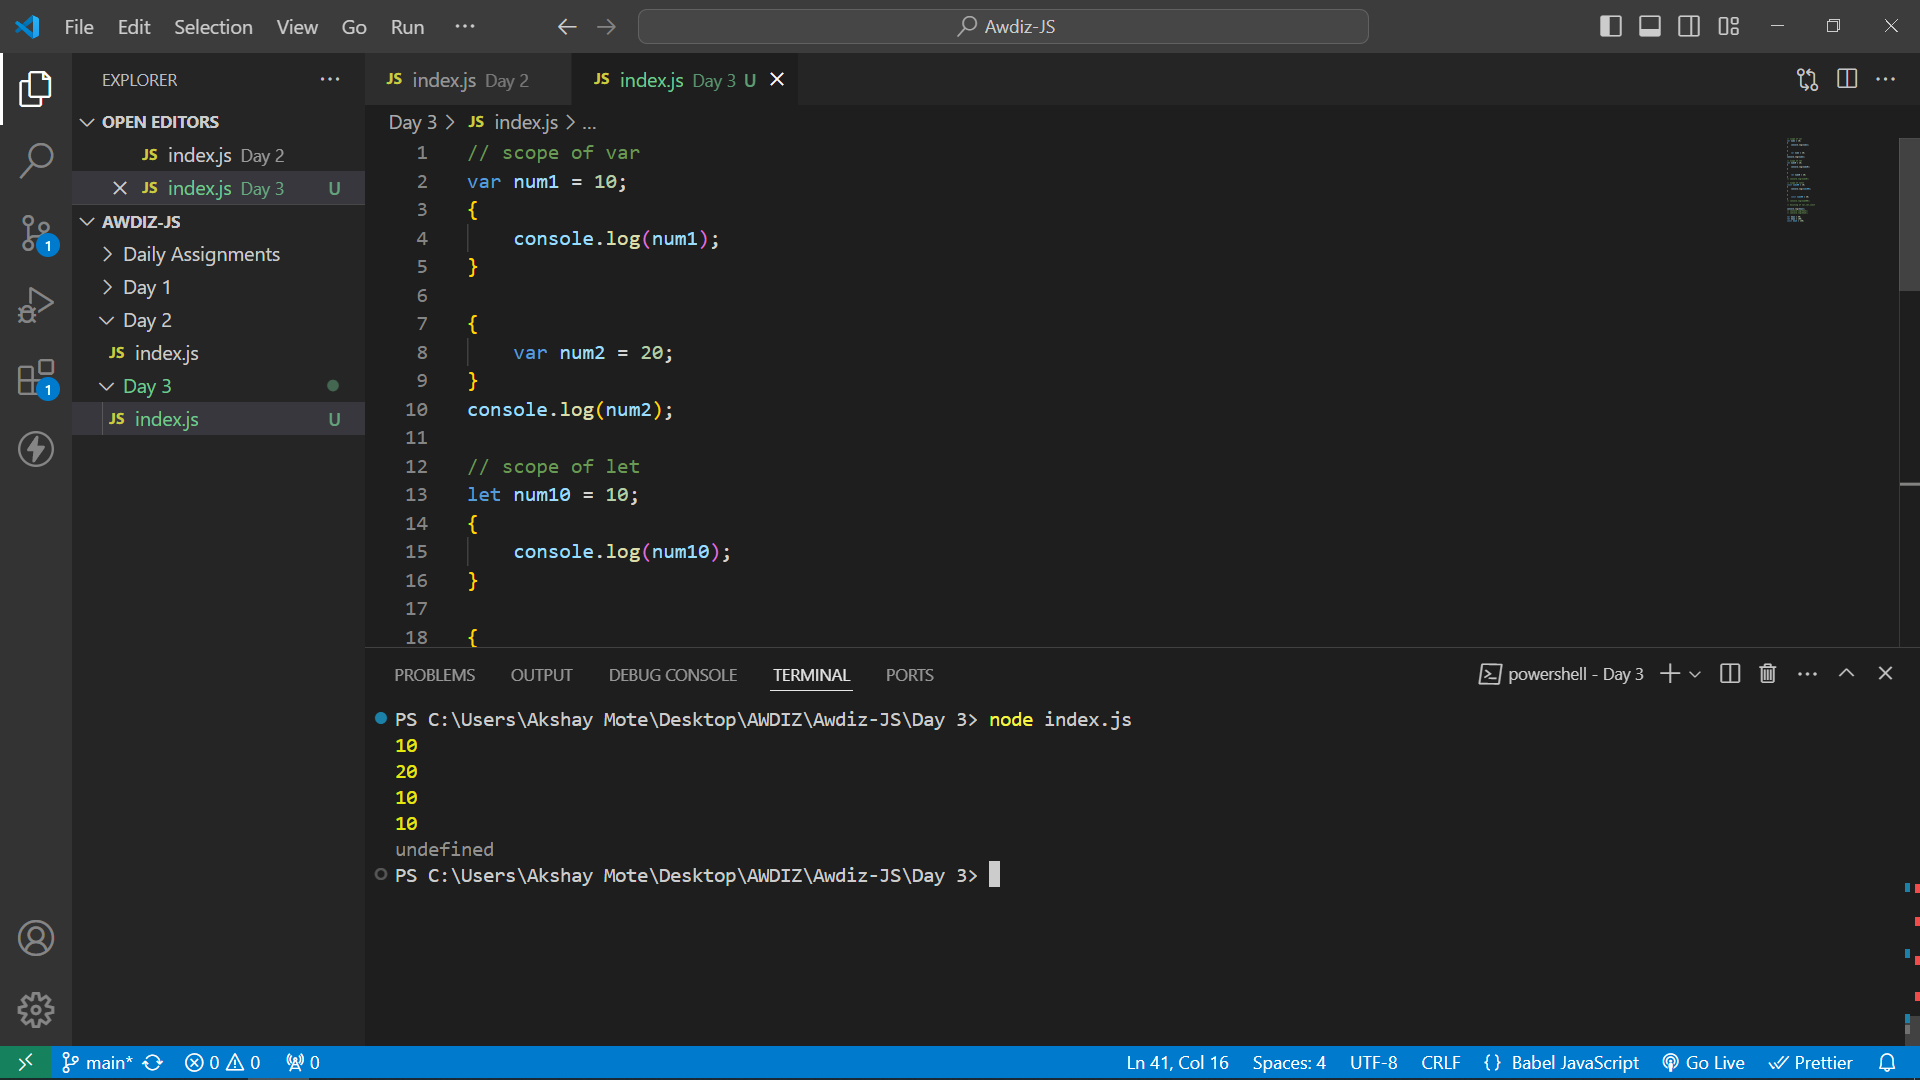 File Edit Selection View Go Run ··· Awdiz-JS
EXPLORER ···
OPEN EDITORS
JS index.js Day 2
JS index.js Day 3 U
AWDIZ-JS
Daily Assignments
Day 1
Day 2
JS index.js
Day 3
JS index.js U
1
1
JS index.js Day 2 JS index.js Day 3 U
Day 3 > JS index.js > ...
1 // scope of var
2 var num1 = 10;
3 {
4 console.log(num1);
5 }
6
7 {
8 var num2 = 20;
9 }
10 console.log(num2);
11
12 // scope of let
13 let num10 = 10;
14 {
15 console.log(num10);
16 }
17
18 {
PROBLEMS OUTPUT DEBUG CONSOLE TERMINAL PORTS powershell - Day 3
PS C:\Users\Akshay Mote\Desktop\AWDIZ\Awdiz-JS\Day 3> node index.js
10
20
10
10
undefined
PS C:\Users\Akshay Mote\Desktop\AWDIZ\Awdiz-JS\Day 3>
main* 0 0 0 Ln 41, Col 16 Spaces: 4 UTF-8 CRLF {} Babel JavaScript Go Live Prettier